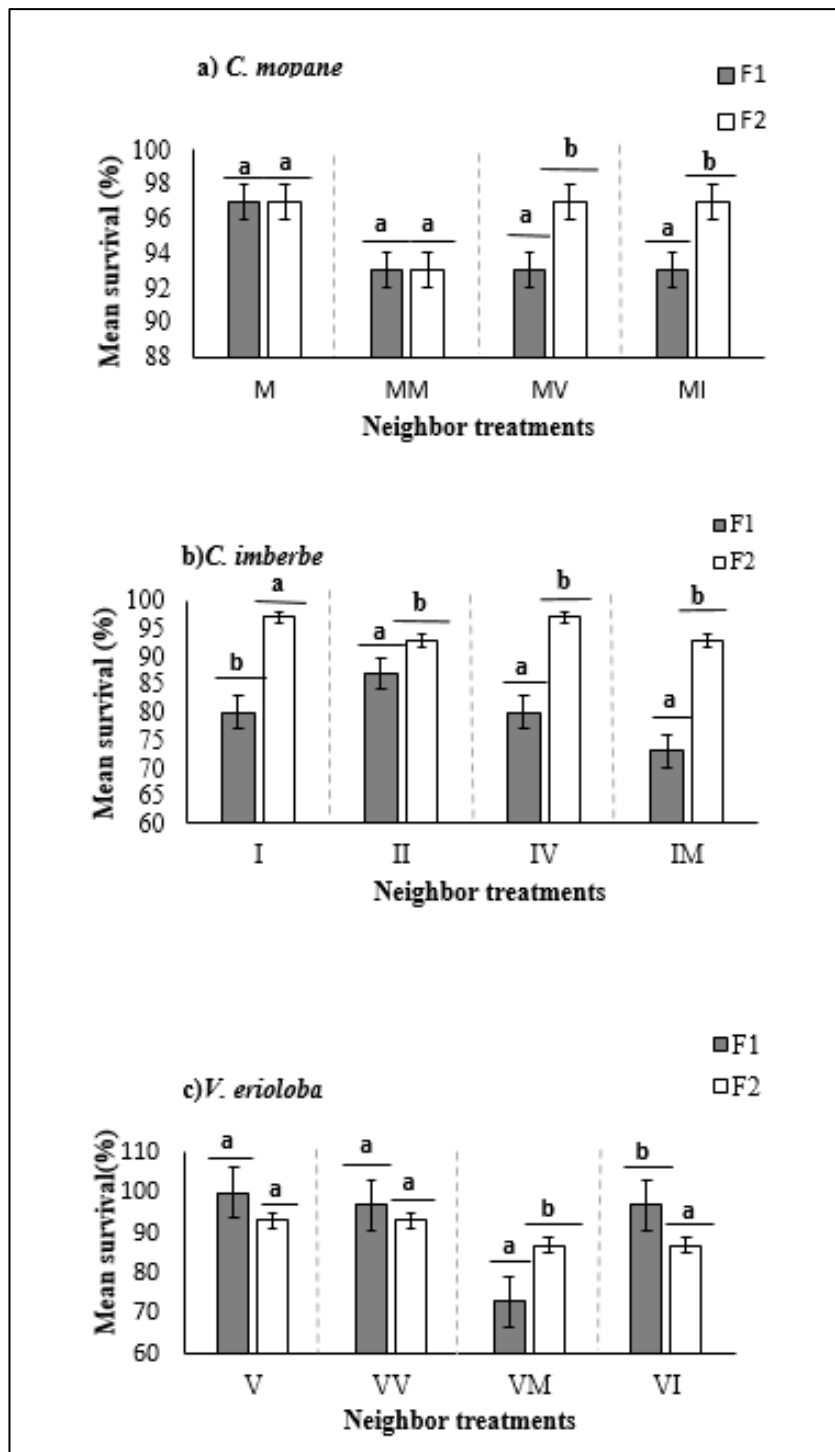 a) C. mopane
F1
F2
a a a a a b a b
100
98
96
94
92
90
88
Mean survival (%)
M MM MV MI
Neighbor treatments
b)C. imberbe
F1
F2
b a a b a b a b
100
95
90
85
80
75
70
65
60
Mean survival (%)
I II IV IM
Neighbor treatments
c)V. erioloba
F1
F2
a a a a a b b a
110
100
90
80
70
60
Mean survival(%)
V VV VM VI
Neighbor treatments